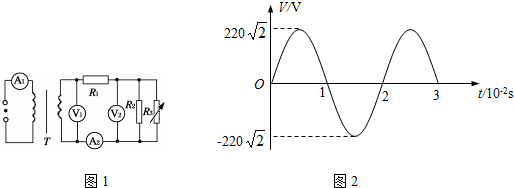 A₁
T
V₁
R₁
V₂
R₂
R₃
A₂
图1
V/V
220√2
O
1
2
3
t/10⁻²s
-220√2
图2